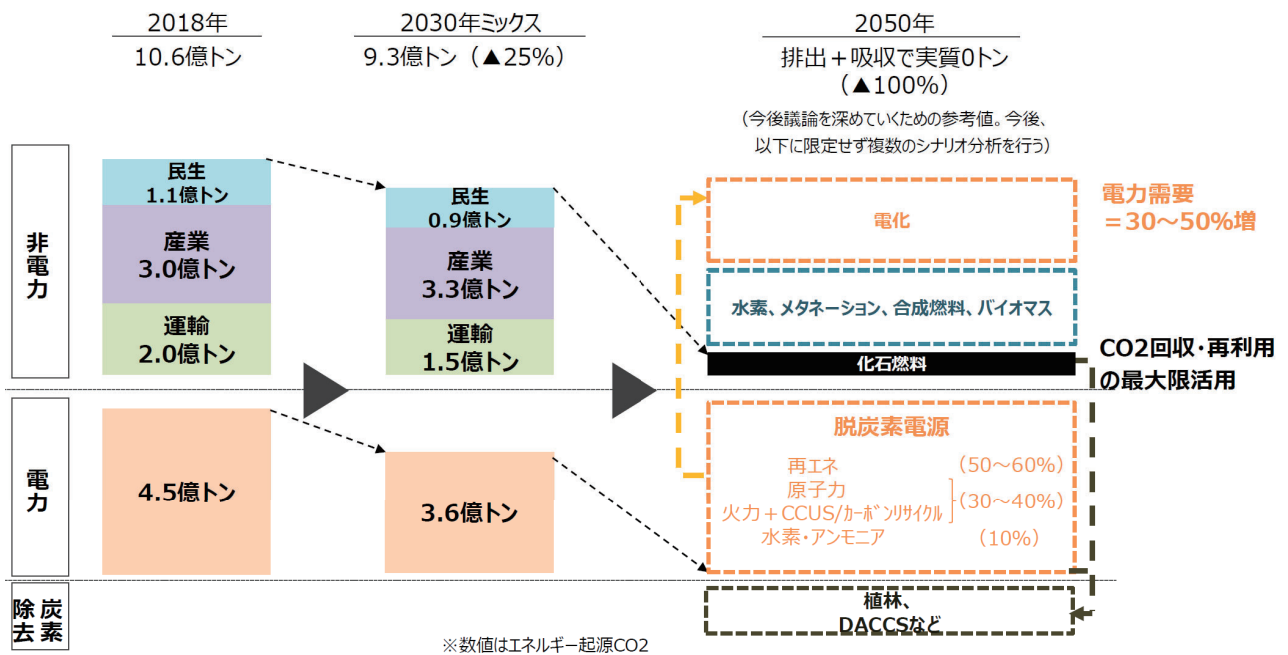 2018年
10.6億トン
2030年ミックス
9.3億トン（▲25%）
2050年
排出＋吸収で実質0トン
（▲100%）
（今後議論を深めていくための参考値。今後、
以下に限定せず複数のシナリオ分析を行う）
非電力
民生
1.1億トン
産業
3.0億トン
運輸
2.0億トン
民生
0.9億トン
産業
3.3億トン
運輸
1.5億トン
電化
電力需要
＝30～50%増
水素、メタネーション、合成燃料、バイオマス
化石燃料
CO2回収・再利用
の最大限活用
電力
4.5億トン
3.6億トン
脱炭素電源
再エネ （50～60%）
原子力
火力＋CCUS/ｶｰﾎﾞﾝﾘｻｲｸﾙ （30～40%）
水素・アンモニア （10%）
炭素除去
植林、
DACCSなど
※数値はエネルギー起源CO2